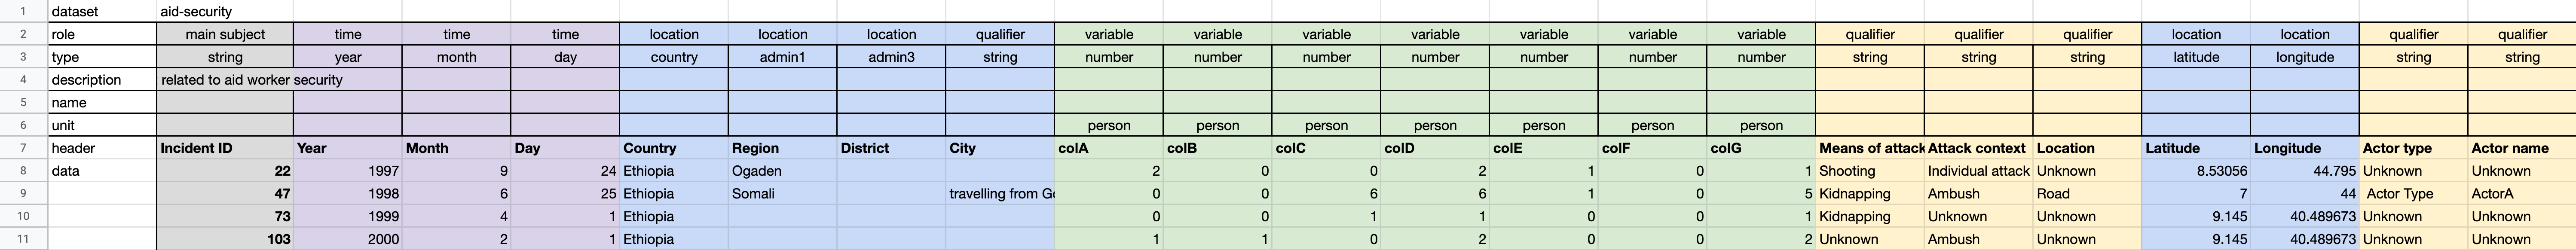 1 dataset aid-security
2 role main subject time time time location location location qualifier variable variable variable variable variable variable variable qualifier qualifier qualifier location location qualifier qualifier
3 type string year month day country admin1 admin3 string number number number number number number number string string string latitude longitude string string
4 description related to aid worker security
5 name
6 unit person person person person person person person
7 header Incident ID Year Month Day Country Region District City colA colB colC colD colE colF colG Means of attack Attack context Location Latitude Longitude Actor type Actor name
8 data 22 1997 9 24 Ethiopia Ogaden 2 0 0 2 1 0 1 Shooting Individual attack Unknown 8.53056 44.795 Unknown Unknown
9 47 1998 6 25 Ethiopia Somali travelling from 0 0 6 6 1 0 5 Kidnapping Ambush Road 7 44 Actor Type ActorA
10 73 1999 4 1 Ethiopia 0 0 1 1 0 0 1 Kidnapping Unknown Unknown 9.145 40.489673 Unknown Unknown
11 103 2000 2 1 Ethiopia 1 1 0 2 0 0 2 Unknown Ambush Unknown 9.145 40.489673 Unknown Unknown